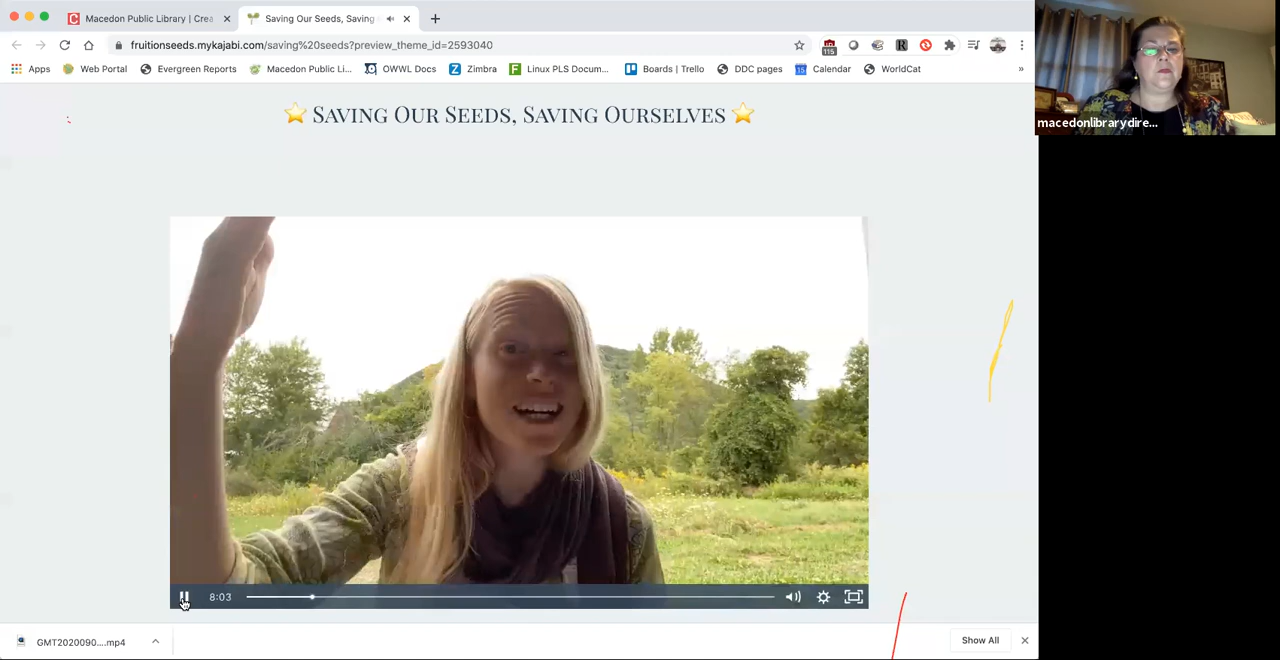 Macedon Public Library | Crea
Saving Our Seeds, Saving
fruitionseeds.mykajabi.com/saving%20seeds?preview_theme_id=2593040
115
Apps
Web Portal
Evergreen Reports
Macedon Public Li...
OWWL Docs
Zimbra
Linux PLS Docum...
Boards | Trello
DDC pages
15
Calendar
WorldCat
»
macedonlibrarydire...
SAVING OUR SEEDS, SAVING OURSELVES
8:03
GMT2020090....mp4
Show All